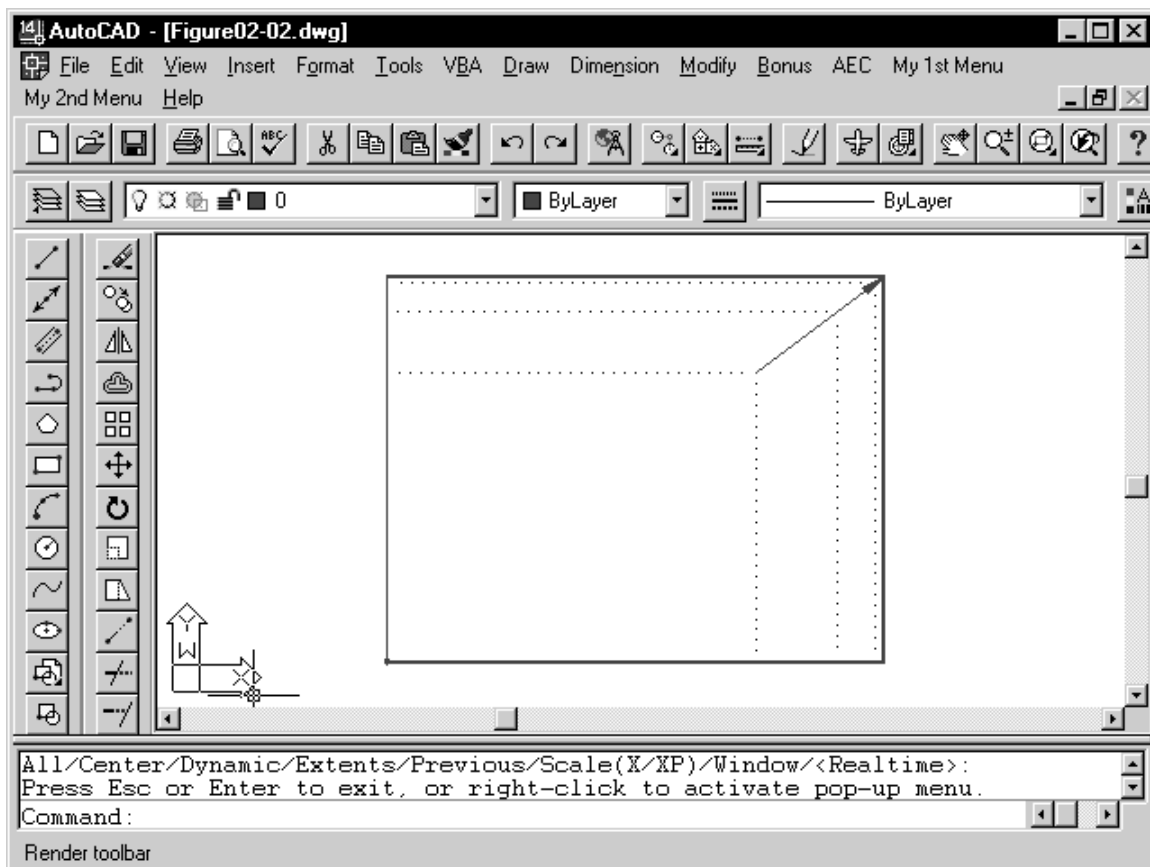 14 AutoCAD - [Figure02-02.dwg]
File Edit View Insert Format Tools VBA Draw Dimension Modify Bonus AEC My 1st Menu
My 2nd Menu Help
ABC A ?
0 ByLayer ByLayer A
Y
W
X
All/Center/Dynamic/Extents/Previous/Scale(X/XP)/Window/<Realtime>:
Press Esc or Enter to exit, or right-click to activate pop-up menu.
Command:
Render toolbar